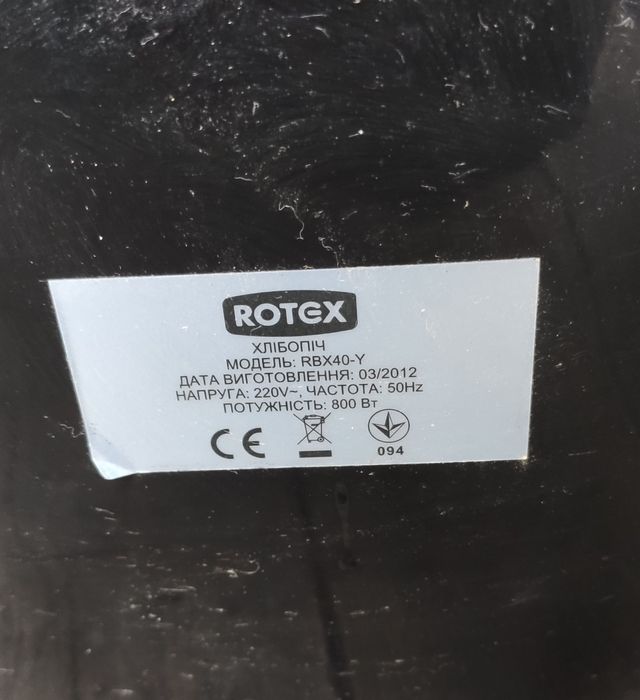 ROTEX
ХЛІБОПІЧ
МОДЕЛЬ: RBX40-Y
ДАТА ВИГОТОВЛЕННЯ: 03/2012
НАПРУГА: 220V~, ЧАСТОТА: 50Hz
ПОТУЖНІСТЬ: 800 Вт
CE
094